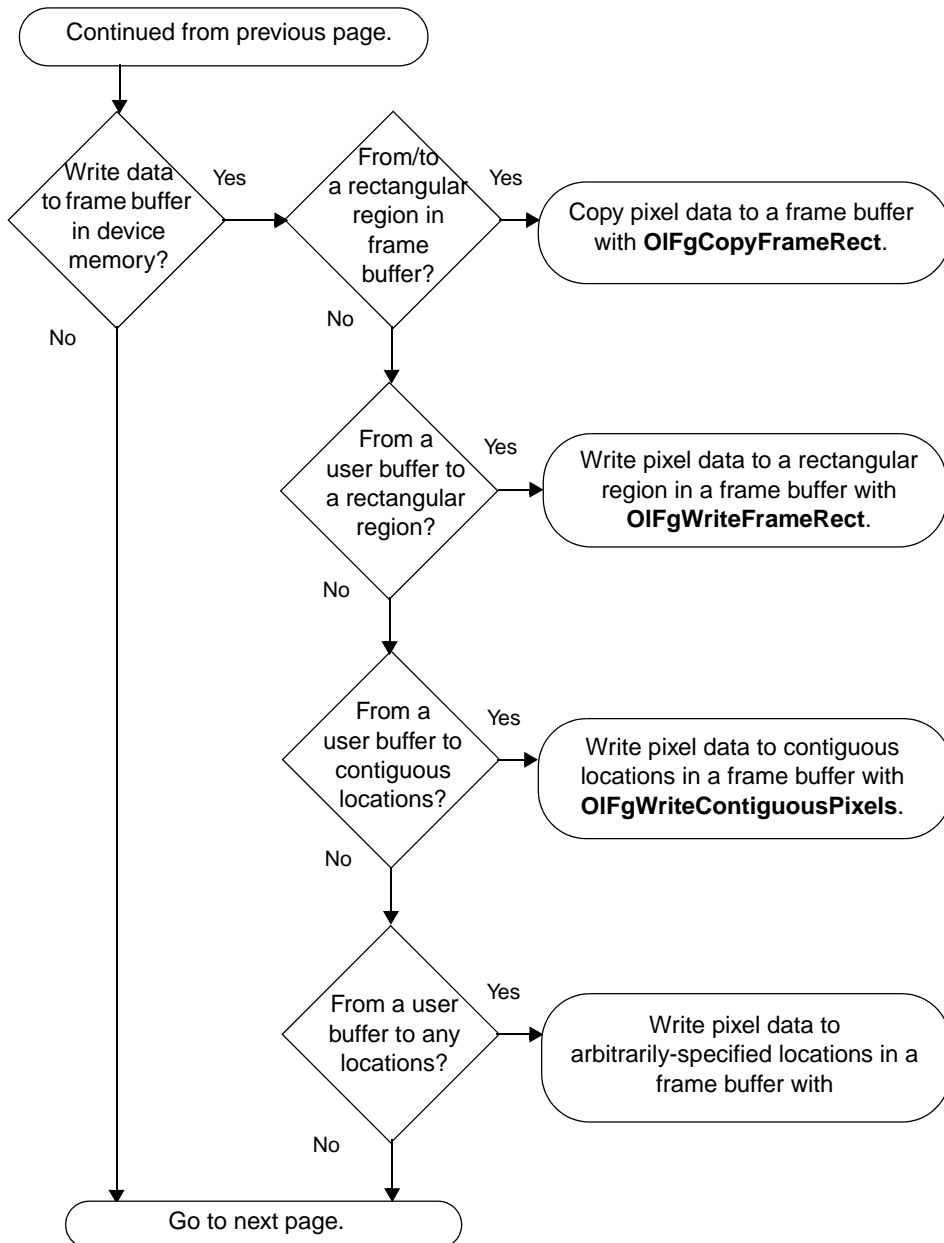 Continued from previous page.
Write data
to frame buffer
in device
memory?
Yes
From/to
a rectangular
region in
frame
buffer?
Yes
Copy pixel data to a frame buffer
with OlFgCopyFrameRect.
No
No
From a
user buffer to
a rectangular
region?
Yes
Write pixel data to a rectangular
region in a frame buffer with
OlFgWriteFrameRect.
No
From a
user buffer to
contiguous
locations?
Yes
Write pixel data to contiguous
locations in a frame buffer with
OlFgWriteContiguousPixels.
No
From a user
buffer to any
locations?
Yes
Write pixel data to
arbitrarily-specified locations in a
frame buffer with
No
Go to next page.